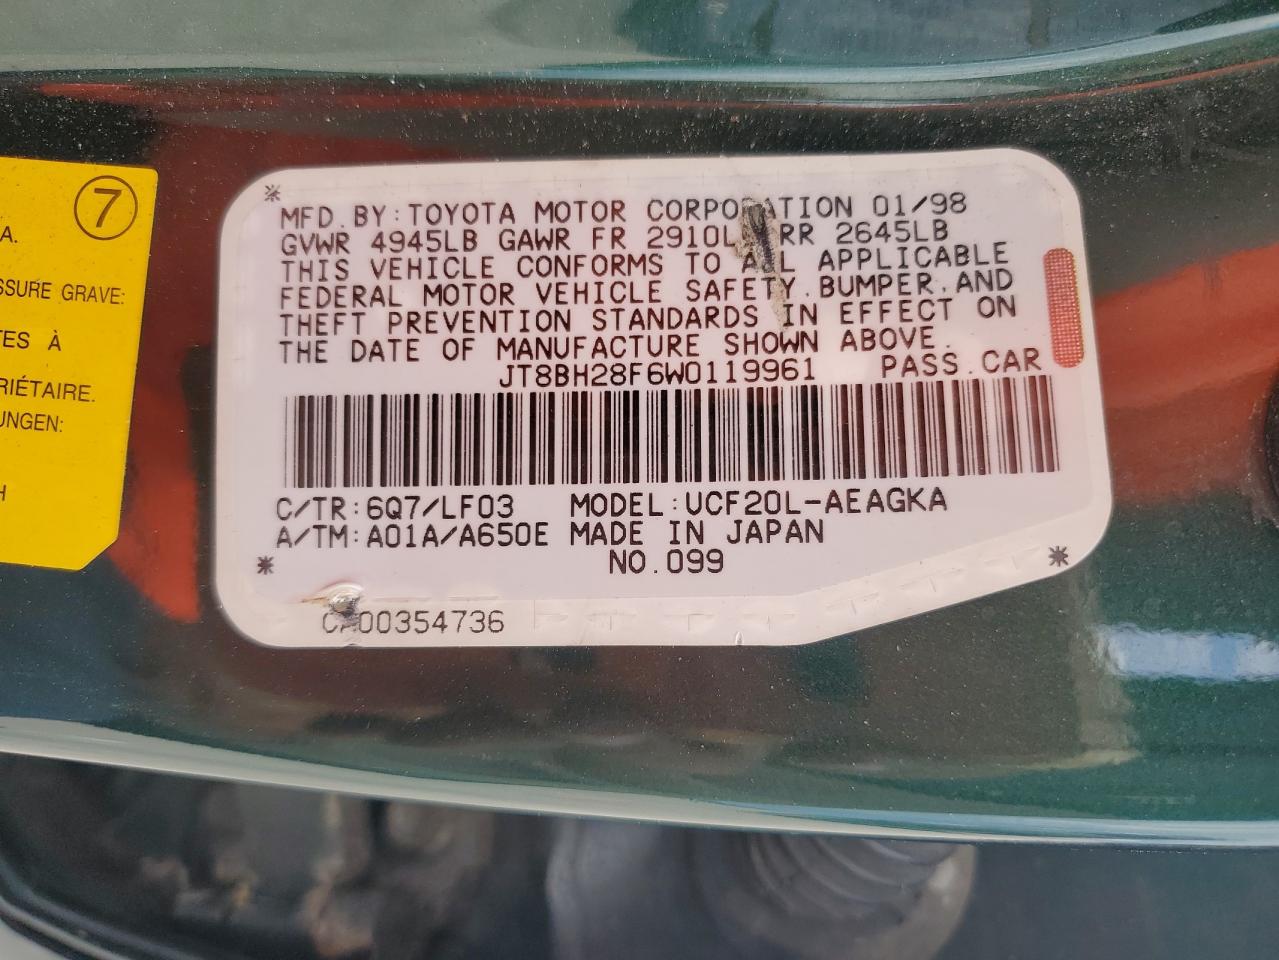 7
A.
SSURE GRAVE:
TES À
RIÉTAIRE.
UNGEN:
H
MFD. BY: TOYOTA MOTOR CORPORATION 01/98
GVWR 4945LB GAWR FR 2910L RR 2645LB
THIS VEHICLE CONFORMS TO ALL APPLICABLE
FEDERAL MOTOR VEHICLE SAFETY, BUMPER, AND
THEFT PREVENTION STANDARDS IN EFFECT ON
THE DATE OF MANUFACTURE SHOWN ABOVE.
JT8BH28F6W0119961 PASS. CAR
C/TR: 6Q7/LF03 MODEL: UCF20L-AEAGKA
A/TM: A01A/A650E MADE IN JAPAN
NO. 099
CA00354736